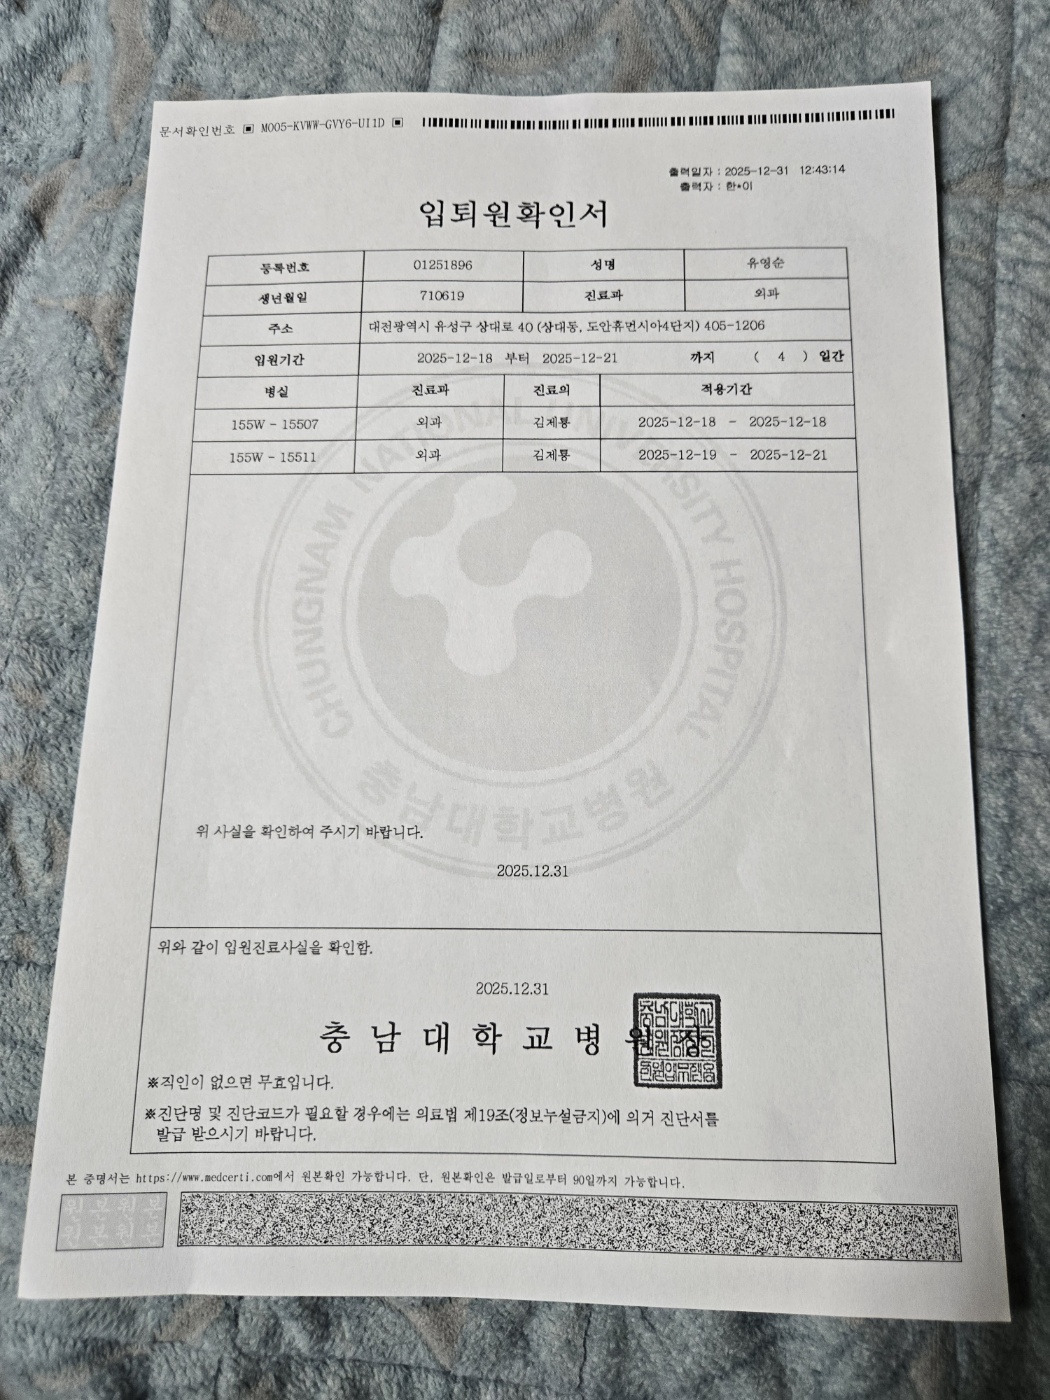 문서확인번호 ▣ M005-KVWW-GVY6-UI1D ▣
출력일자 : 2025-12-31 12:43:14
출력자 : 한*이
입퇴원확인서
등록번호 01251896 성명 유영순
생년월일 710619 진료과 외과
주소 대전광역시 유성구 상대로 40 (상대동, 도안휴먼시아4단지) 405-1206
입원기간 2025-12-18 부터 2025-12-21 까지 ( 4 ) 일간
병실 진료과 진료의 적용기간
155W - 15507 외과 김제룡 2025-12-18 - 2025-12-18
155W - 15511 외과 김제룡 2025-12-19 - 2025-12-21
CHUNGNAM NATIONAL UNIVERSITY HOSPITAL
충남대학교병원
위 사실을 확인하여 주시기 바랍니다.
2025.12.31
위와 같이 입원진료사실을 확인함.
2025.12.31
충 남 대 학 교 병 원 장
※직인이 없으면 무효입니다.
※진단명 및 진단코드가 필요할 경우에는 의료법 제19조(정보누설금지)에 의거 진단서를
발급 받으시기 바랍니다.
본 증명서는 https://www.medcerti.com에서 원본확인 가능합니다. 단, 원본확인은 발급일로부터 90일까지 가능합니다.
원본원본
원본원본